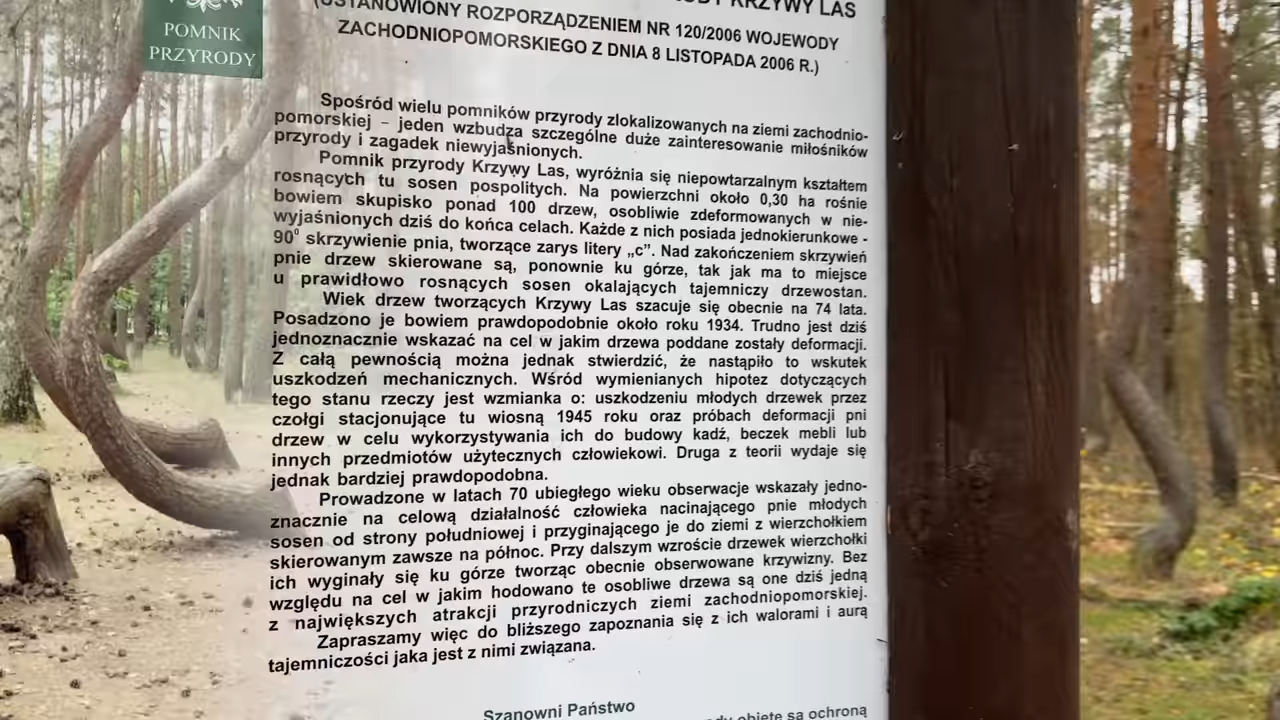 POMNIK
PRZYRODY
KRZYWY LAS
(USTANOWIONY ROZPORZĄDZENIEM NR 120/2006 WOJEWODY
ZACHODNIOPOMORSKIEGO Z DNIA 8 LISTOPADA 2006 R.)
Spośród wielu pomników przyrody zlokalizowanych na ziemi zachodnio-
pomorskiej – jeden wzbudza szczególne duże zainteresowanie miłośników
przyrody i zagadek niewyjaśnionych.
Pomnik przyrody Krzywy Las, wyróżnia się niepowtarzalnym kształtem
rosnących tu sosen pospolitych. Na powierzchni około 0,30 ha rośnie
bowiem skupisko ponad 100 drzew, osobliwie zdeformowanych w nie-
wyjaśnionych dziś do końca celach. Każde z nich posiada jednokierunkowe -
90⁰ skrzywienie pnia, tworzące zarys litery „c”. Nad zakończeniem skrzywień
pnie drzew skierowane są, ponownie ku górze, tak jak ma to miejsce
u prawidłowo rosnących sosen okalających tajemniczy drzewostan.
Wiek drzew tworzących Krzywy Las szacuje się obecnie na 74 lata.
Posadzono je bowiem prawdopodobnie około roku 1934. Trudno jest dziś
jednoznacznie wskazać na cel w jakim drzewa poddane zostały deformacji.
Z całą pewnością można jednak stwierdzić, że nastąpiło to wskutek
uszkodzeń mechanicznych. Wśród wymienianych hipotez dotyczących
tego stanu rzeczy jest wzmianka o: uszkodzeniu młodych drzewek przez
czołgi stacjonujące tu wiosną 1945 roku oraz próbach deformacji pni
drzew w celu wykorzystywania ich do budowy kadź, beczek mebli lub
innych przedmiotów użytecznych człowiekowi. Druga z teorii wydaje się
jednak bardziej prawdopodobna.
Prowadzone w latach 70 ubiegłego wieku obserwacje wskazały jedno-
znacznie na celową działalność człowieka nacinającego pnie młodych
sosen od strony południowej i przyginającego je do ziemi z wierzchołkiem
skierowanym zawsze na północ. Przy dalszym wzroście drzewek wierzchołki
ich wyginały się ku górze tworząc obecnie obserwowane krzywizny. Bez
względu na cel w jakim hodowano te osobliwe drzewa są one dziś jedną
z największych atrakcji przyrodniczych ziemi zachodniopomorskiej.
Zapraszamy więc do bliższego zapoznania się z ich walorami i aurą
tajemniczości jaka jest z nimi związana.
Szanowni Państwo
objęte są ochroną